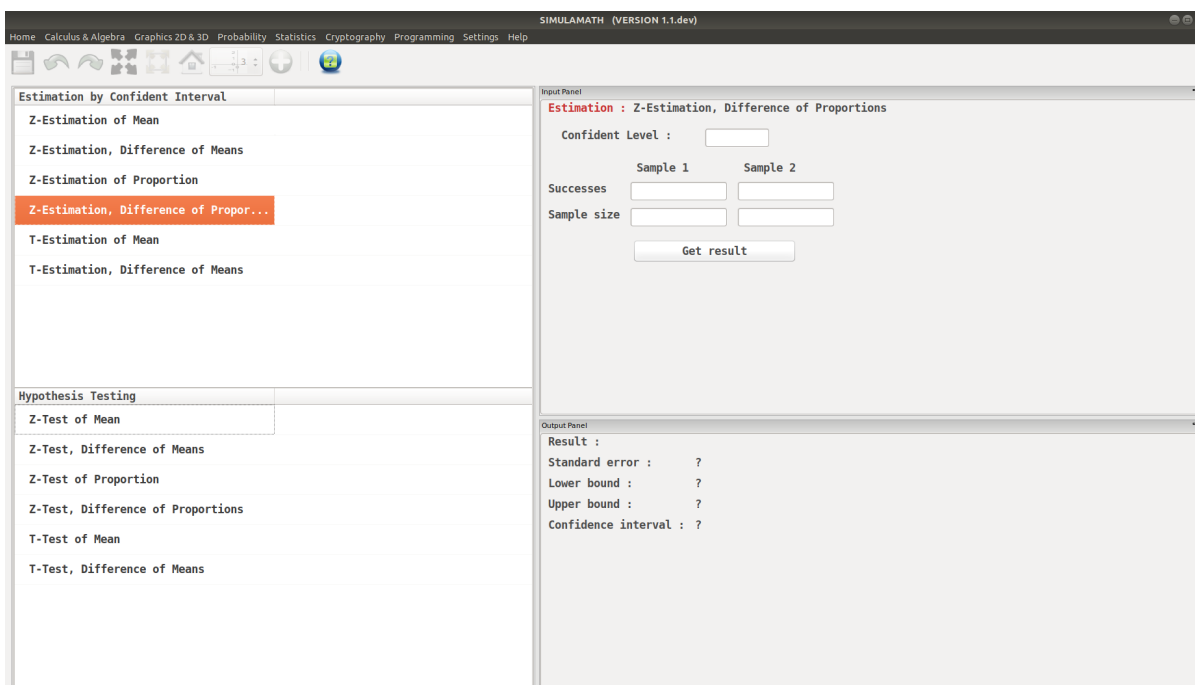 SIMULAMATH (VERSION 1.1.dev)
Home Calculus & Algebra Graphics 2D & 3D Probability Statistics Cryptography Programming Settings Help
3
Estimation by Confident Interval
Z-Estimation of Mean
Z-Estimation, Difference of Means
Z-Estimation of Proportion
Z-Estimation, Difference of Propor...
T-Estimation of Mean
T-Estimation, Difference of Means
Hypothesis Testing
Z-Test of Mean
Z-Test, Difference of Means
Z-Test of Proportion
Z-Test, Difference of Proportions
T-Test of Mean
T-Test, Difference of Means
Input Panel
Estimation : Z-Estimation, Difference of Proportions
Confident Level :
Sample 1 Sample 2
Successes
Sample size
Get result
Output Panel
Result :
Standard error : ?
Lower bound : ?
Upper bound : ?
Confidence interval : ?